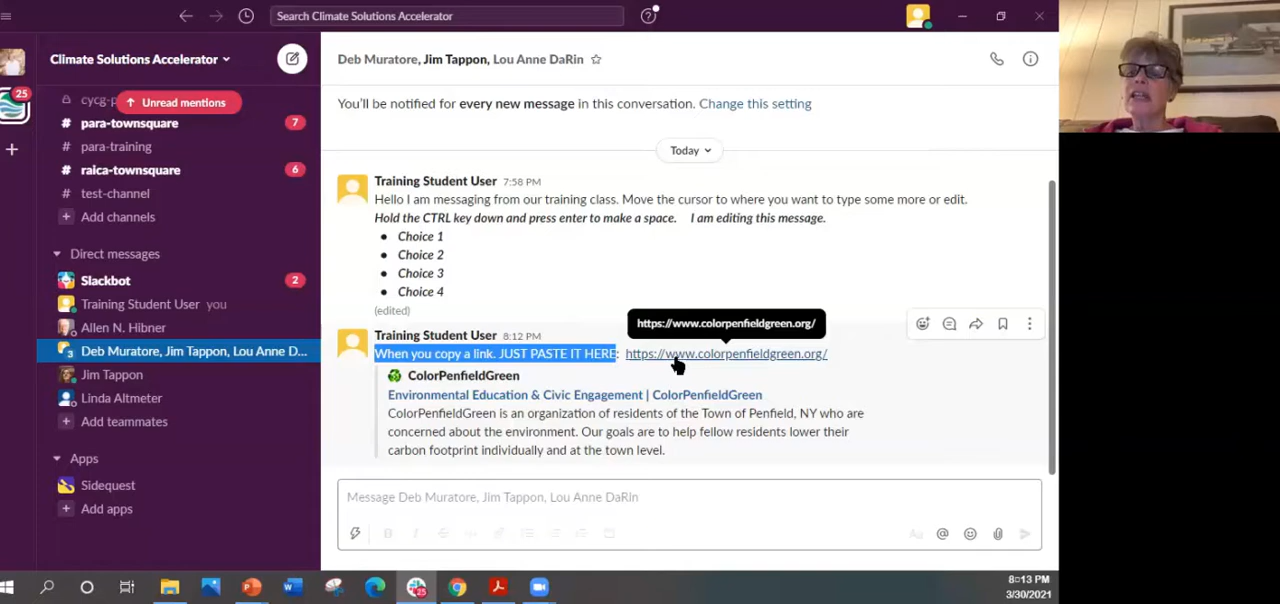 Search Climate Solutions Accelerator
25
Climate Solutions Accelerator
Unread mentions
# para-townsquare 7
# para-training
# raica-townsquare 6
# test-channel
+ Add channels
Direct messages
Slackbot 2
Training Student User you
Allen N. Hibner
3 Deb Muratore, Jim Tappon, Lou Anne D...
Jim Tappon
Linda Altmeter
+ Add teammates
Apps
Sidequest
+ Add apps
Deb Muratore, Jim Tappon, Lou Anne DaRin
You'll be notified for every new message in this conversation. Change this setting
Today
Training Student User 7:58 PM
Hello I am messaging from our training class. Move the cursor to where you want to type some more or edit.
Hold the CTRL key down and press enter to make a space. I am editing this message.
• Choice 1
• Choice 2
• Choice 3
• Choice 4
(edited)
https://www.colorpenfieldgreen.org/
Training Student User 8:12 PM
When you copy a link. JUST PASTE IT HERE: https://www.colorpenfieldgreen.org/
ColorPenfieldGreen
Environmental Education & Civic Engagement | ColorPenfieldGreen
ColorPenfieldGreen is an organization of residents of the Town of Penfield, NY who are
concerned about the environment. Our goals are to help fellow residents lower their
carbon footprint individually and at the town level.
Message Deb Muratore, Jim Tappon, Lou Anne DaRin
Aa @
25
8:13 PM
3/30/2021